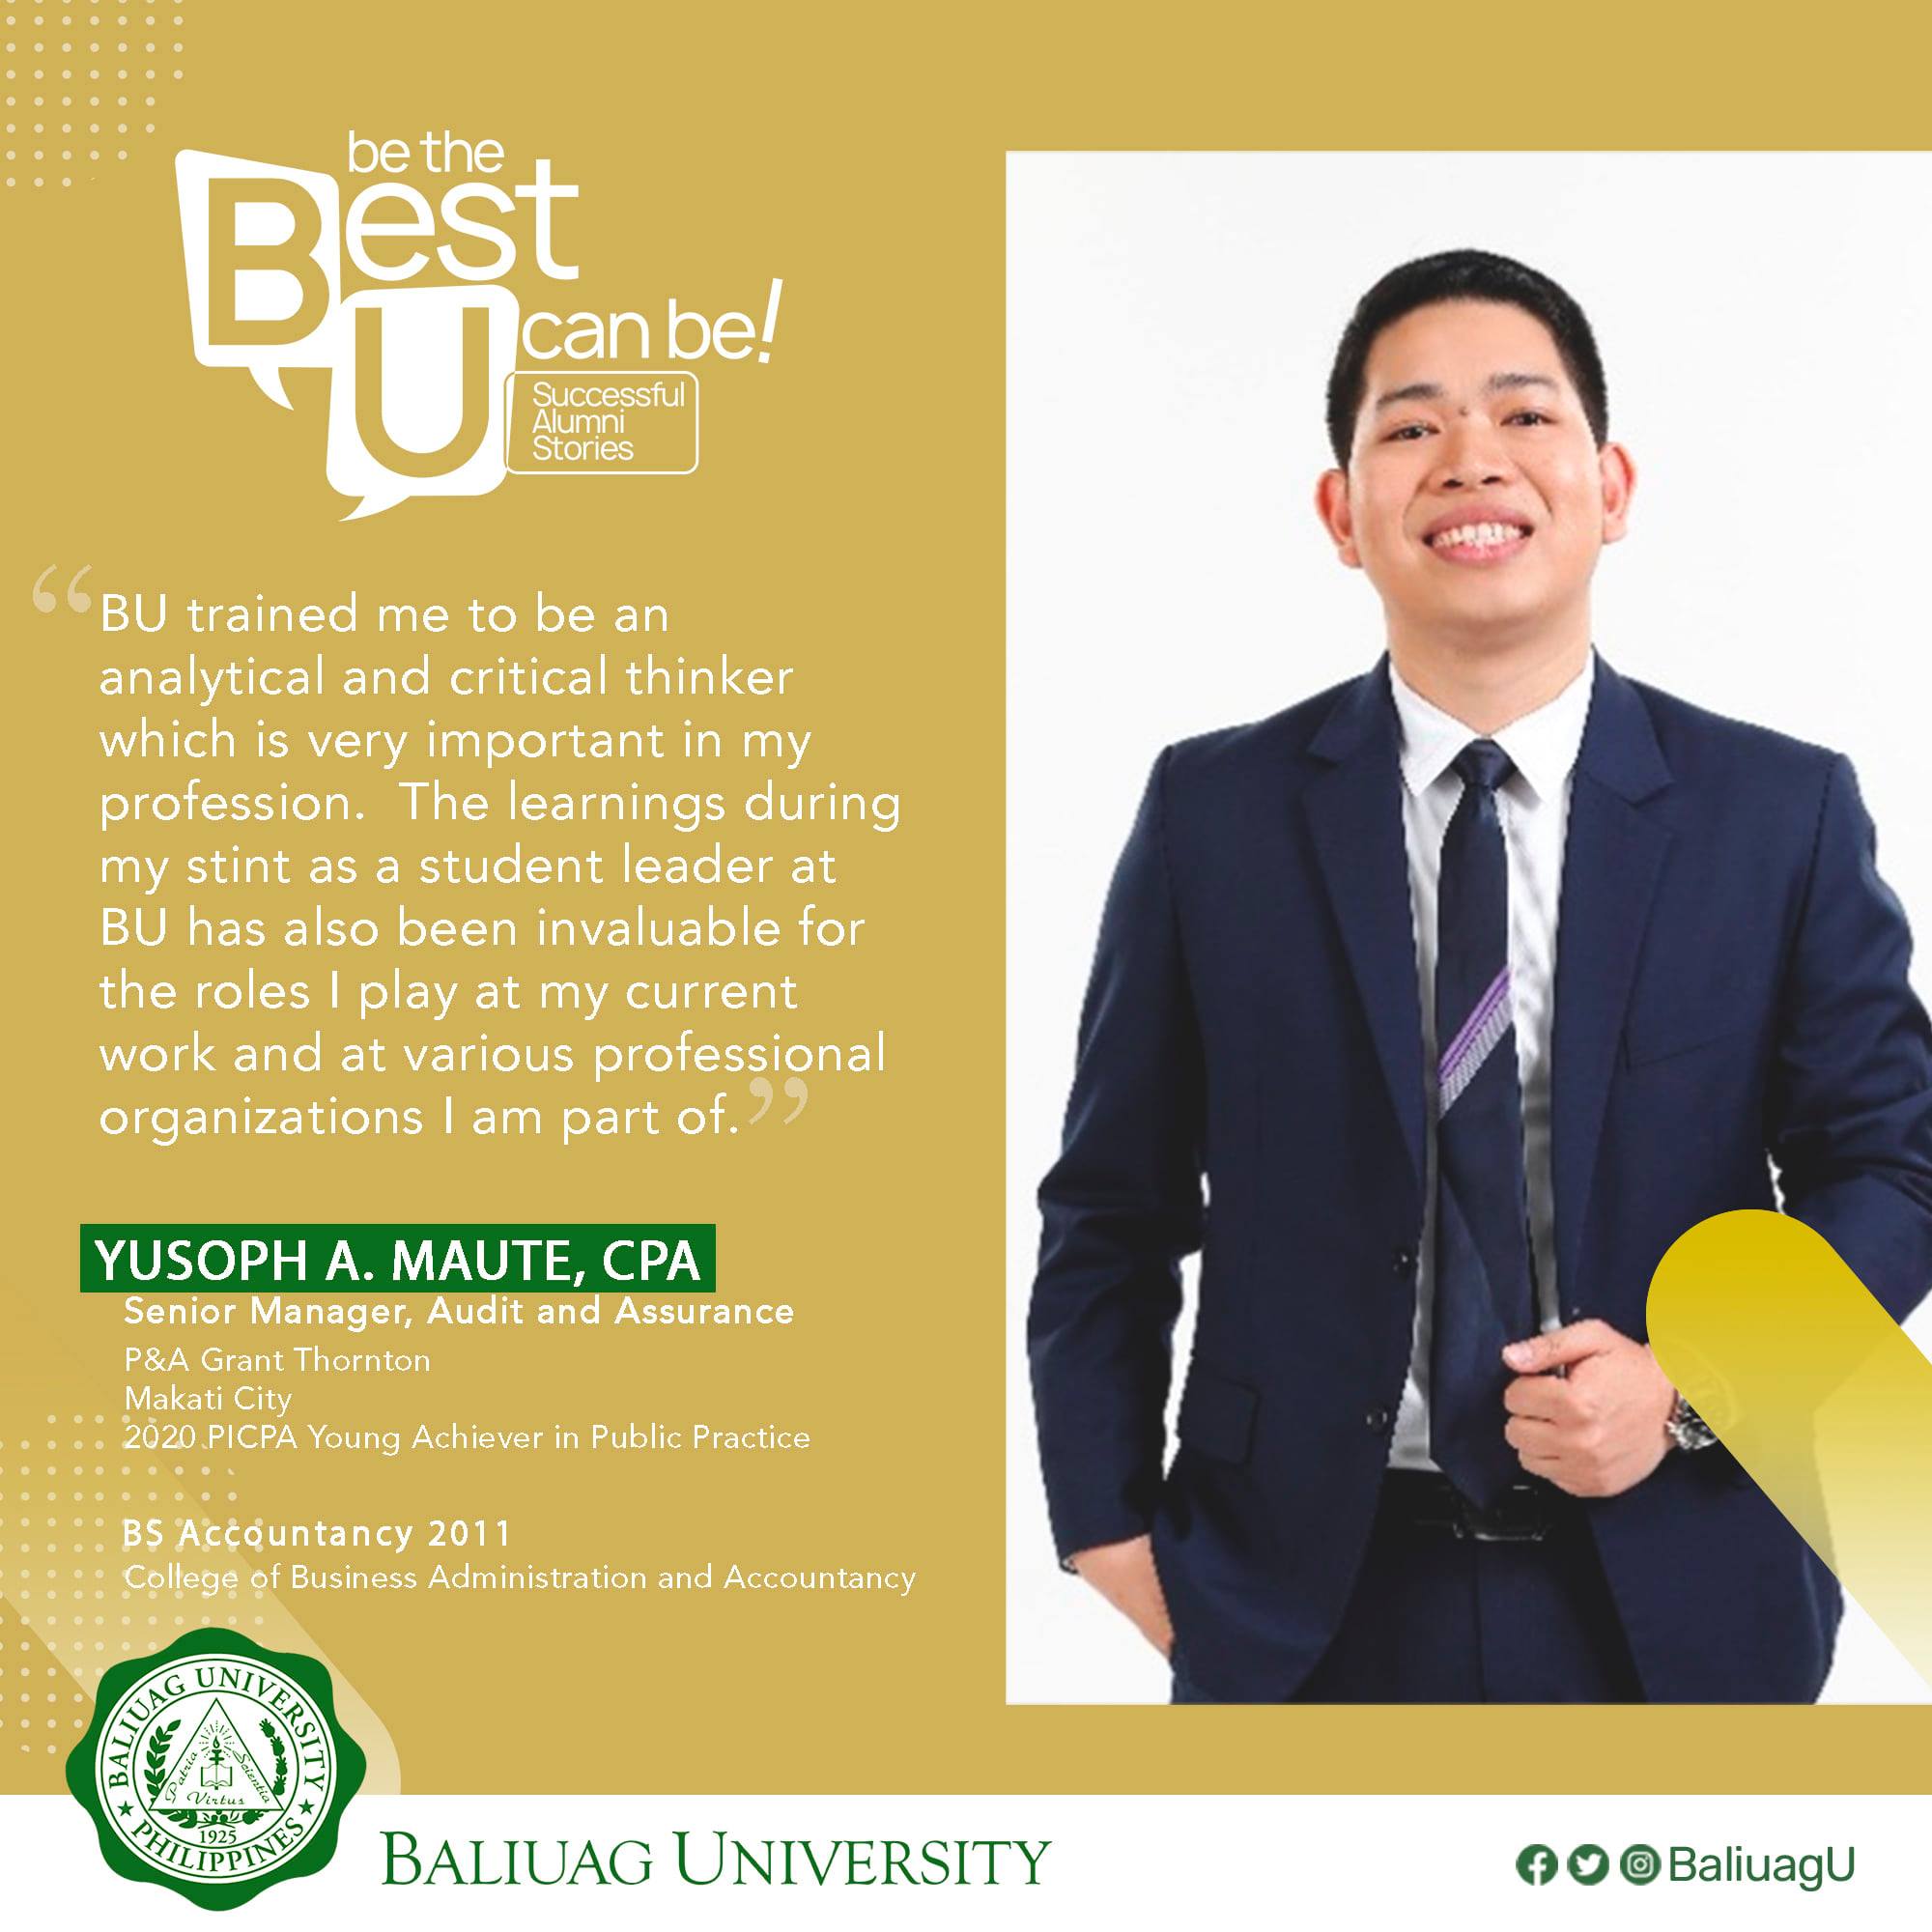 be the
Best
U can be!
Successful
Alumni
Stories
“BU trained me to be an
analytical and critical thinker
which is very important in my
profession.  The learnings during
my stint as a student leader at
BU has also been invaluable for
the roles I play at my current
work and at various professional
organizations I am part of.”
YUSOPH A. MAUTE, CPA
Senior Manager, Audit and Assurance
P&A Grant Thornton
Makati City
2020 PICPA Young Achiever in Public Practice
BS Accountancy 2011
College of Business Administration and Accountancy
BALIUAG UNIVERSITY
Patria Scientia
Virtus
1925
PHILIPPINES
BALIUAG UNIVERSITY
BaliuagU